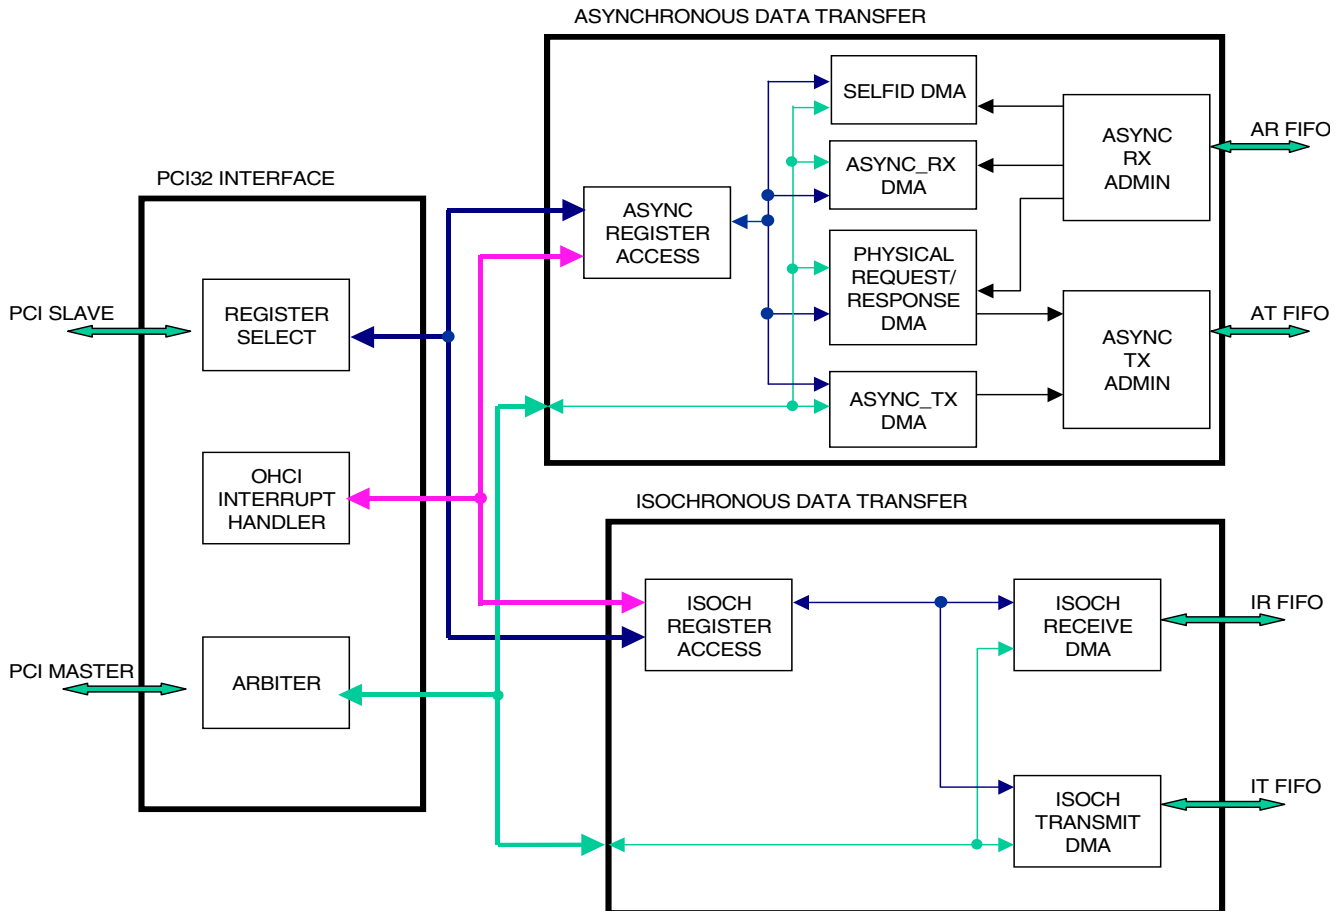 ASYNCHRONOUS DATA TRANSFER
SELFID DMA
ASYNC
RX
ADMIN
AR FIFO
ASYNC_RX
DMA
PCI32 INTERFACE
ASYNC
REGISTER
ACCESS
PHYSICAL
REQUEST/
RESPONSE
DMA
PCI SLAVE
REGISTER
SELECT
ASYNC
TX
ADMIN
AT FIFO
ASYNC_TX
DMA
OHCI
INTERRUPT
HANDLER
ISOCHRONOUS DATA TRANSFER
ISOCH
REGISTER
ACCESS
ISOCH
RECEIVE
DMA
IR FIFO
PCI MASTER
ARBITER
ISOCH
TRANSMIT
DMA
IT FIFO